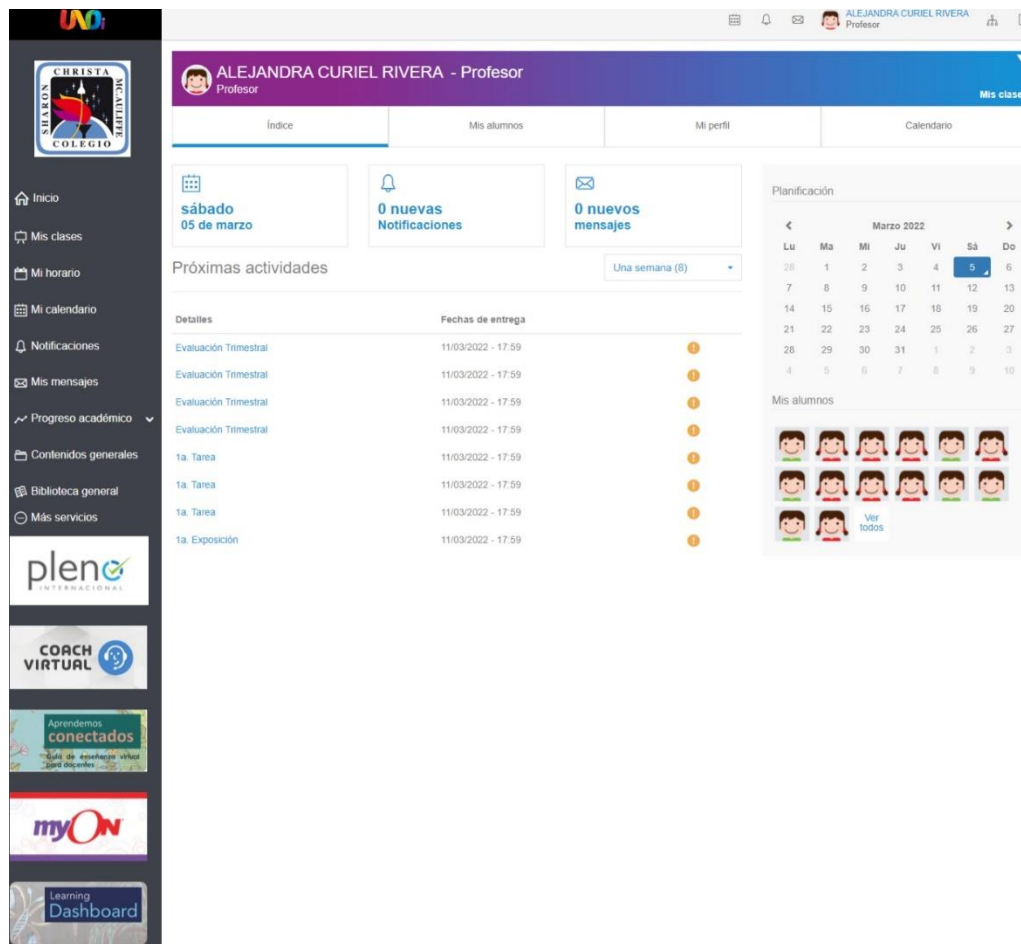 UNOi
ALEJANDRA CURIEL RIVERA
Profesor
CHRISTA
SHARON
MC.AULIFFE
COLEGIO
ALEJANDRA CURIEL RIVERA - Profesor
Profesor
Mis clase
Índice
Mis alumnos
Mi perfil
Calendario
Inicio
Mis clases
Mi horario
Mi calendario
Notificaciones
Mis mensajes
Progreso académico
Contenidos generales
Biblioteca general
Más servicios
pleno
INTERNACIONAL
COACH
VIRTUAL
Aprendemos
conectados
Guía de enseñanza virtual
para docentes
myON
Learning
Dashboard
sábado
05 de marzo
0 nuevas
Notificaciones
0 nuevos
mensajes
Próximas actividades
Una semana (8)
Detalles Fechas de entrega
Evaluación Trimestral 11/03/2022 - 17:59
Evaluación Trimestral 11/03/2022 - 17:59
Evaluación Trimestral 11/03/2022 - 17:59
Evaluación Trimestral 11/03/2022 - 17:59
1a. Tarea 11/03/2022 - 17:59
1a. Tarea 11/03/2022 - 17:59
1a. Tarea 11/03/2022 - 17:59
1a. Exposición 11/03/2022 - 17:59
Planificación
Marzo 2022
Lu Ma Mi Ju Vi Sá Do
28 1 2 3 4 5 6
7 8 9 10 11 12 13
14 15 16 17 18 19 20
21 22 23 24 25 26 27
28 29 30 31 1 2 3
4 5 6 7 8 9 10
Mis alumnos
Ver
todos